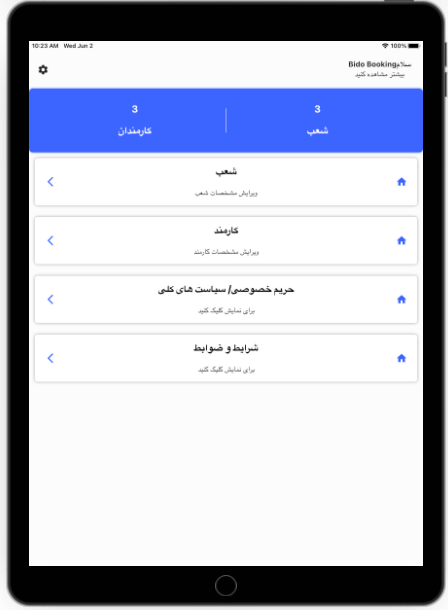 10:23 AM Wed Jun 2
100%
سلام Bido Booking
بیشتر مشاهده کنید
3
شعب
3
کارمندان
شعب
ویرایش مشخصات شعب
کارمند
ویرایش مشخصات کارمند
حریم خصوصی/ سیاست های کلی
برای نمایش کلیک کنید
شرایط و ضوابط
برای نمایش کلیک کنید